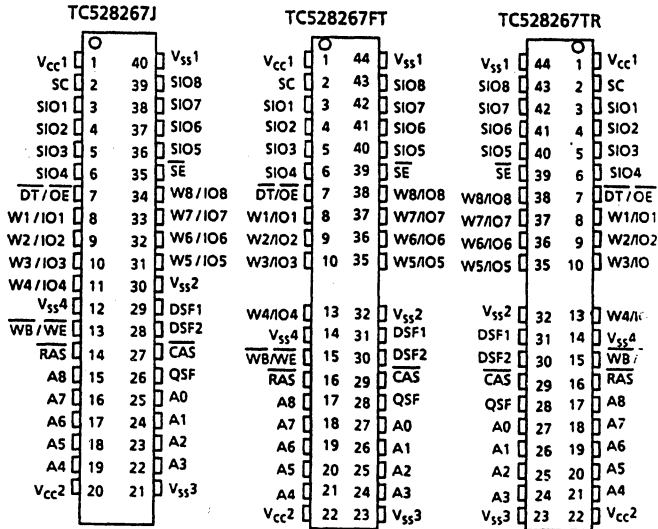 TC528267J
VCC1 1 40 VSS1
SC 2 39 SIO8
SIO1 3 38 SIO7
SIO2 4 37 SIO6
SIO3 5 36 SIO5
SIO4 6 35 SE
DT/OE 7 34 W8/IO8
W1/IO1 8 33 W7/IO7
W2/IO2 9 32 W6/IO6
W3/IO3 10 31 W5/IO5
W4/IO4 11 30 VSS2
VSS4 12 29 DSF1
WB/WE 13 28 DSF2
RAS 14 27 CAS
A8 15 26 QSF
A7 16 25 A0
A6 17 24 A1
A5 18 23 A2
A4 19 22 A3
VCC2 20 21 VSS3
TC528267FT
VCC1 1 44 VSS1
SC 2 43 SIO8
SIO1 3 42 SIO7
SIO2 4 41 SIO6
SIO3 5 40 SIO5
SIO4 6 39 SE
DT/OE 7 38 W8/IO8
W1/IO1 8 37 W7/IO7
W2/IO2 9 36 W6/IO6
W3/IO3 10 35 W5/IO5
W4/IO4 13 32 VSS2
VSS4 14 31 DSF1
WB/WE 15 30 DSF2
RAS 16 29 CAS
A8 17 28 QSF
A7 18 27 A0
A6 19 26 A1
A5 20 25 A2
A4 21 24 A3
VCC2 22 23 VSS3
TC528267TR
VSS1 44 1 VCC1
SIO8 43 2 SC
SIO7 42 3 SIO1
SIO6 41 4 SIO2
SIO5 40 5 SIO3
SE 39 6 SIO4
W8/IO8 38 7 DT/OE
W7/IO7 37 8 W1/IO1
W6/IO6 36 9 W2/IO2
W5/IO5 35 10 W3/IO
VSS2 32 13 W4/
DSF1 31 14 VSS4
DSF2 30 15 WB/
CAS 29 16 RAS
QSF 28 17 A8
A0 27 18 A7
A1 26 19 A6
A2 25 20 A5
A3 24 21 A4
VSS3 23 22 VCC2